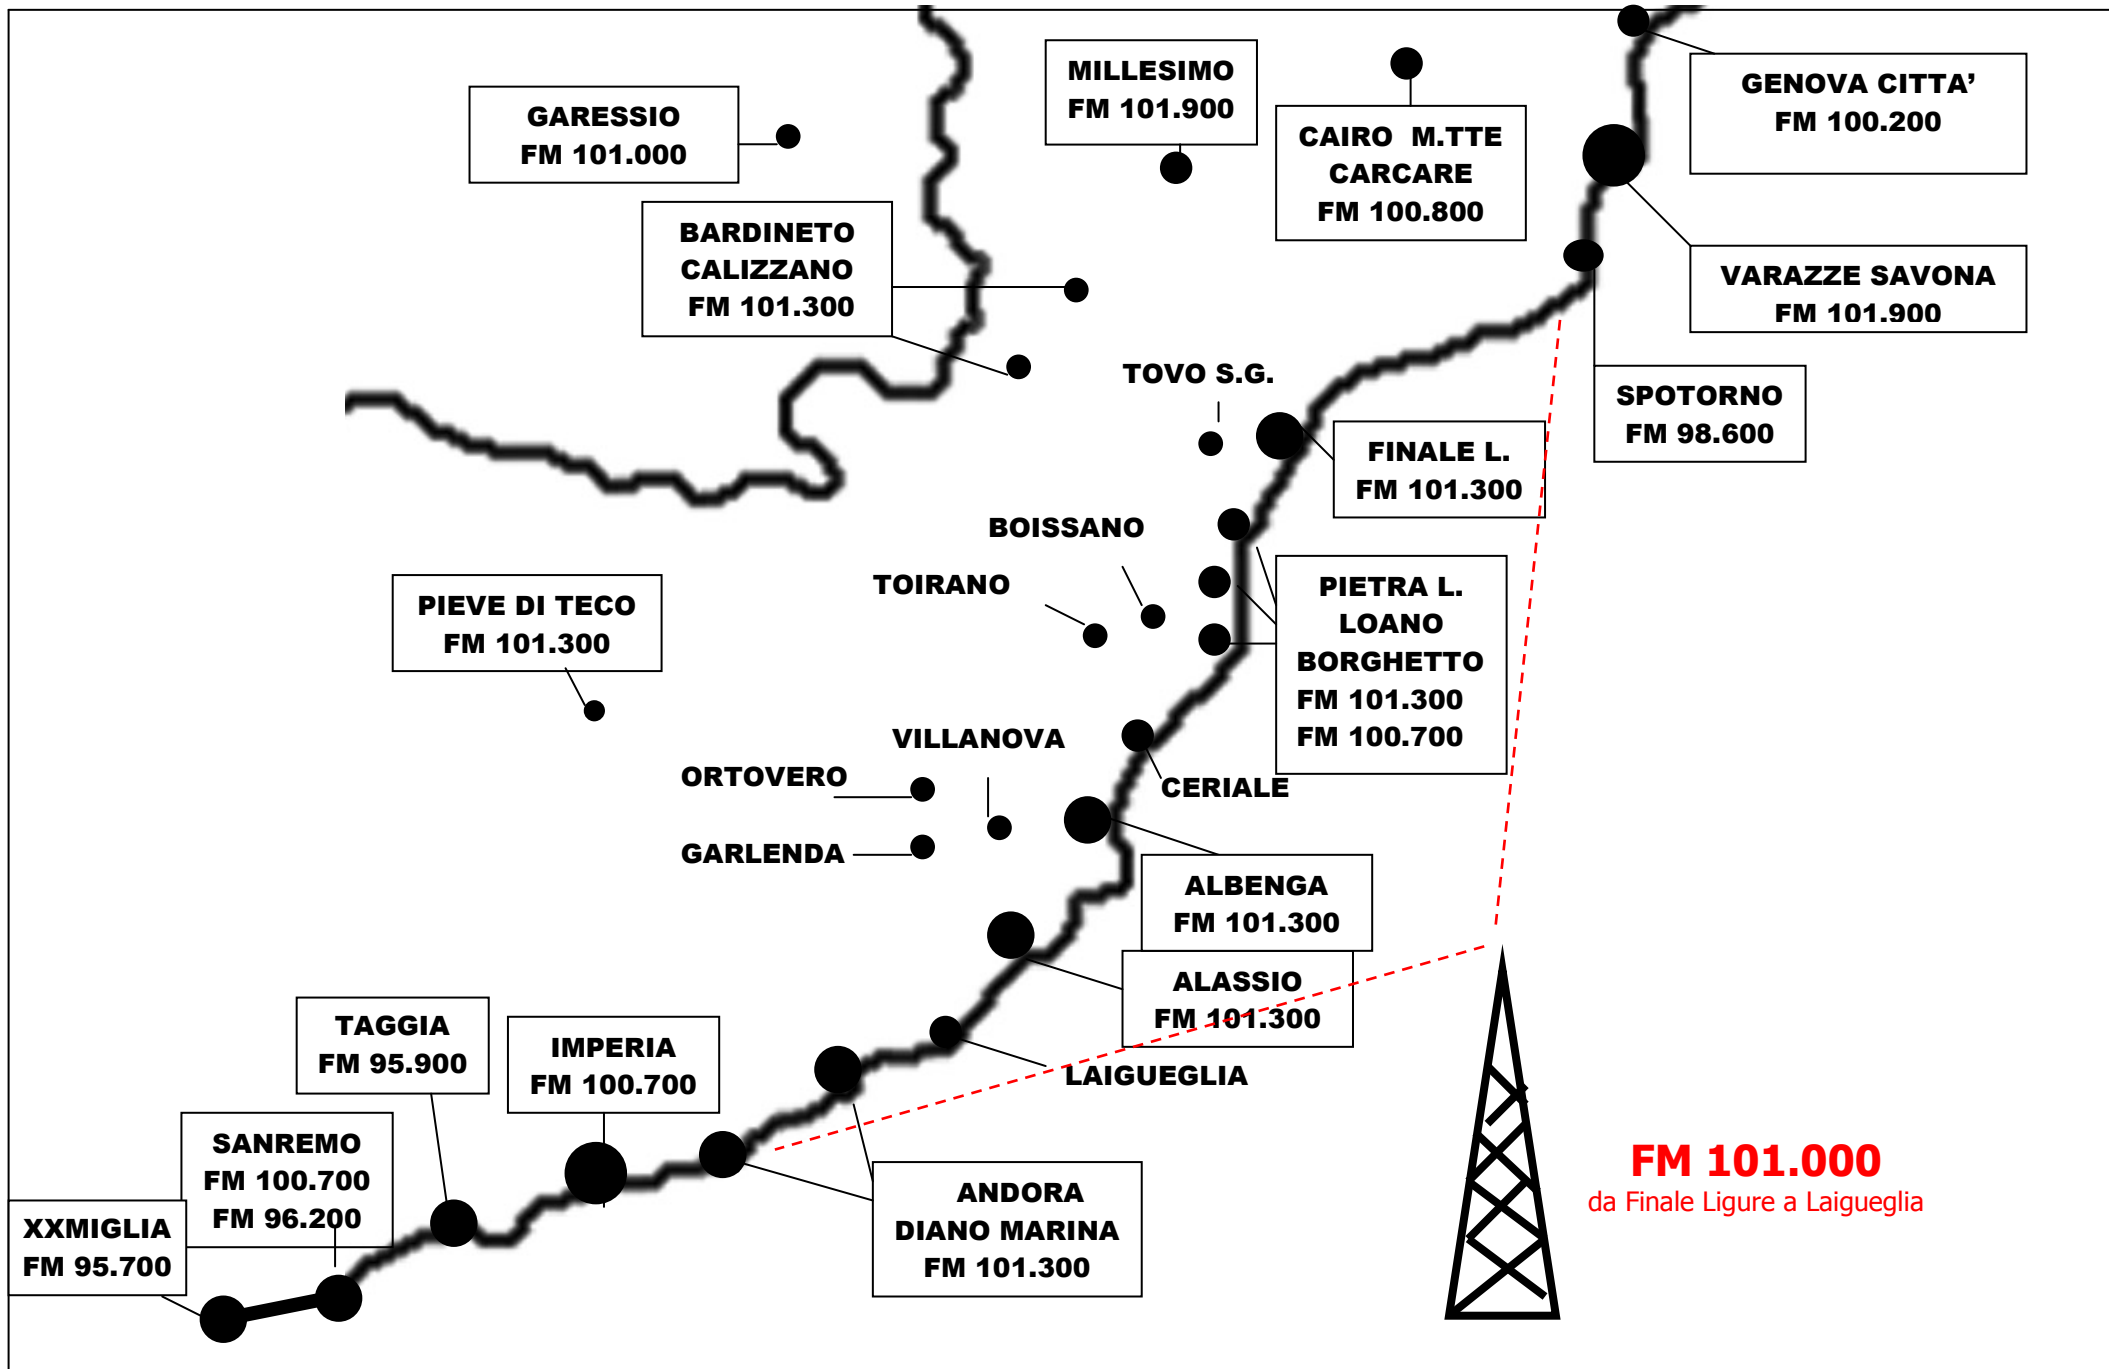 GENOVA CITTA’
FM 100.200
MILLESIMO
FM 101.900
GARESSIO
FM 101.000
CAIRO M.TTE
CARCARE
FM 100.800
BARDINETO
CALIZZANO
FM 101.300
VARAZZE SAVONA
FM 101.900
TOVO S.G.
SPOTORNO
FM 98.600
FINALE L.
FM 101.300
BOISSANO
TOIRANO
PIETRA L.
LOANO
BORGHETTO
FM 101.300
FM 100.700
PIEVE DI TECO
FM 101.300
VILLANOVA
ORTOVERO
CERIALE
GARLENDA
ALBENGA
FM 101.300
ALASSIO
FM 101.300
LAIGUEGLIA
TAGGIA
FM 95.900
IMPERIA
FM 100.700
SANREMO
FM 100.700
FM 96.200
XXMIGLIA
FM 95.700
ANDORA
DIANO MARINA
FM 101.300
FM 101.000
da Finale Ligure a Laigueglia